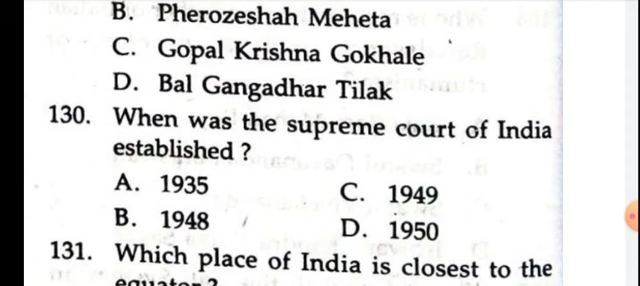 B. Pherozeshah Meheta
C. Gopal Krishna Gokhale
D. Bal Gangadhar Tilak
130. When was the supreme court of India
established ?
A. 1935 C. 1949
B. 1948 D. 1950
131. Which place of India is closest to the
equator ?